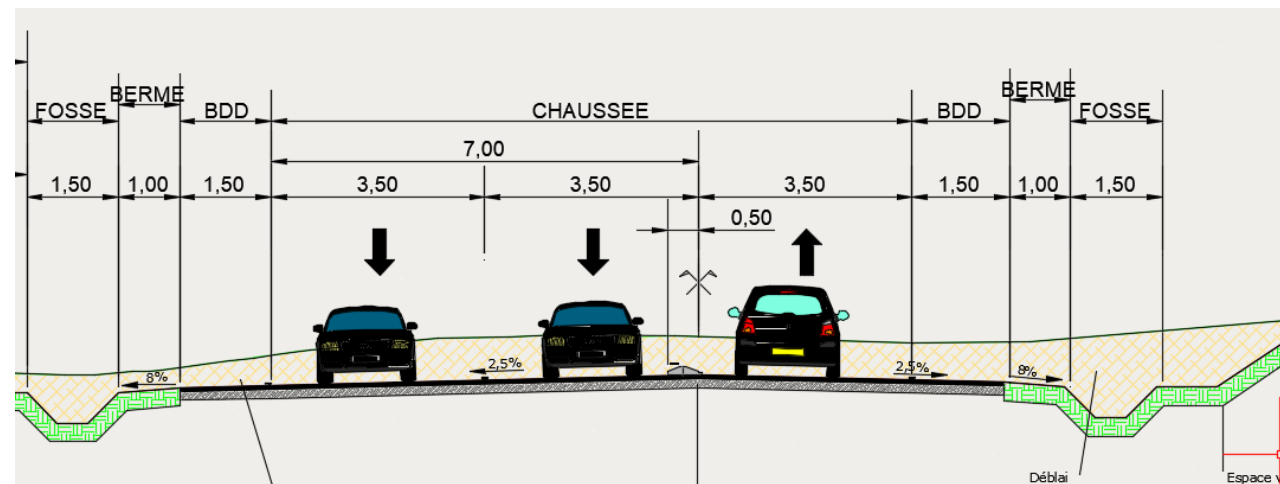 BERME BERME
FOSSE BDD CHAUSSEE BDD FOSSE
7,00
1,50 1,00 1,50 3,50 3,50 3,50 1,50 1,00 1,50
0,50
8% 2,5% 2,5% 8%
Déblai Espace v